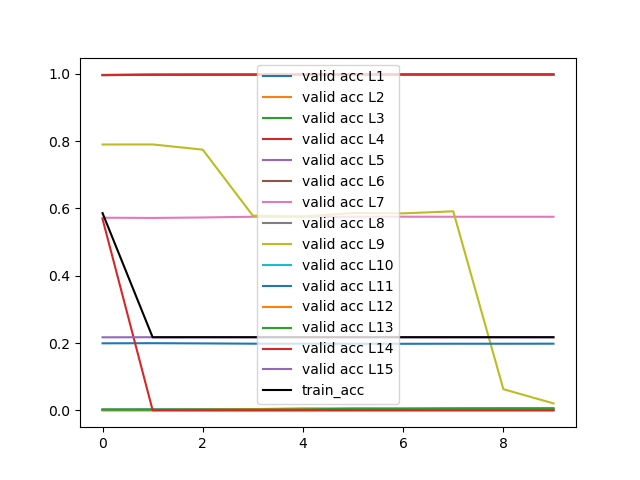 1.0
0.8
0.6
0.4
0.2
0.0
valid acc L1
valid acc L2
valid acc L3
valid acc L4
valid acc L5
valid acc L6
valid acc L7
valid acc L8
valid acc L9
valid acc L10
valid acc L11
valid acc L12
valid acc L13
valid acc L14
valid acc L15
train_acc
0 2 4 6 8